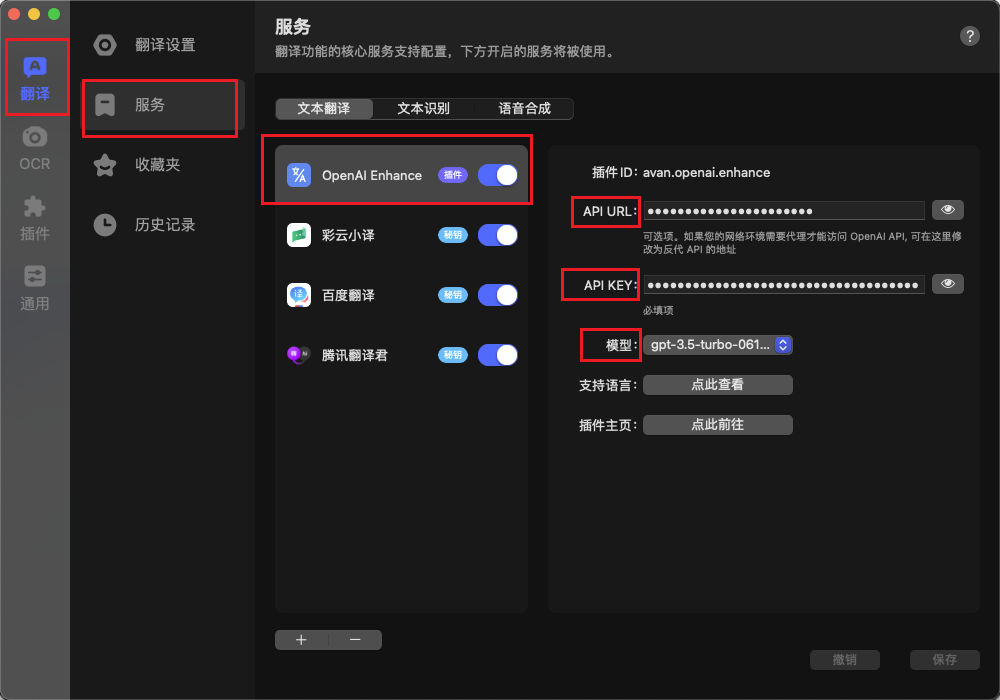 翻译
OCR
插件
通用
翻译设置
服务
收藏夹
历史记录
服务
翻译功能的核心服务支持配置，下方开启的服务将被使用。
?
文本翻译 文本识别 语音合成
OpenAI Enhance 插件
彩云小译 秘钥
百度翻译 秘钥
腾讯翻译君 秘钥
+ −
插件 ID: avan.openai.enhance
API URL: ●●●●●●●●●●●●●●●●●●●●●●
可选项。如果您的网络环境需要代理才能访问 OpenAI API, 可在这里修
改为反代 API 的地址
API KEY: ●●●●●●●●●●●●●●●●●●●●●●●●●●●●●●●●●●●●
必填项
模型: gpt-3.5-turbo-061...
支持语言: 点此查看
插件主页: 点此前往
撤销 保存